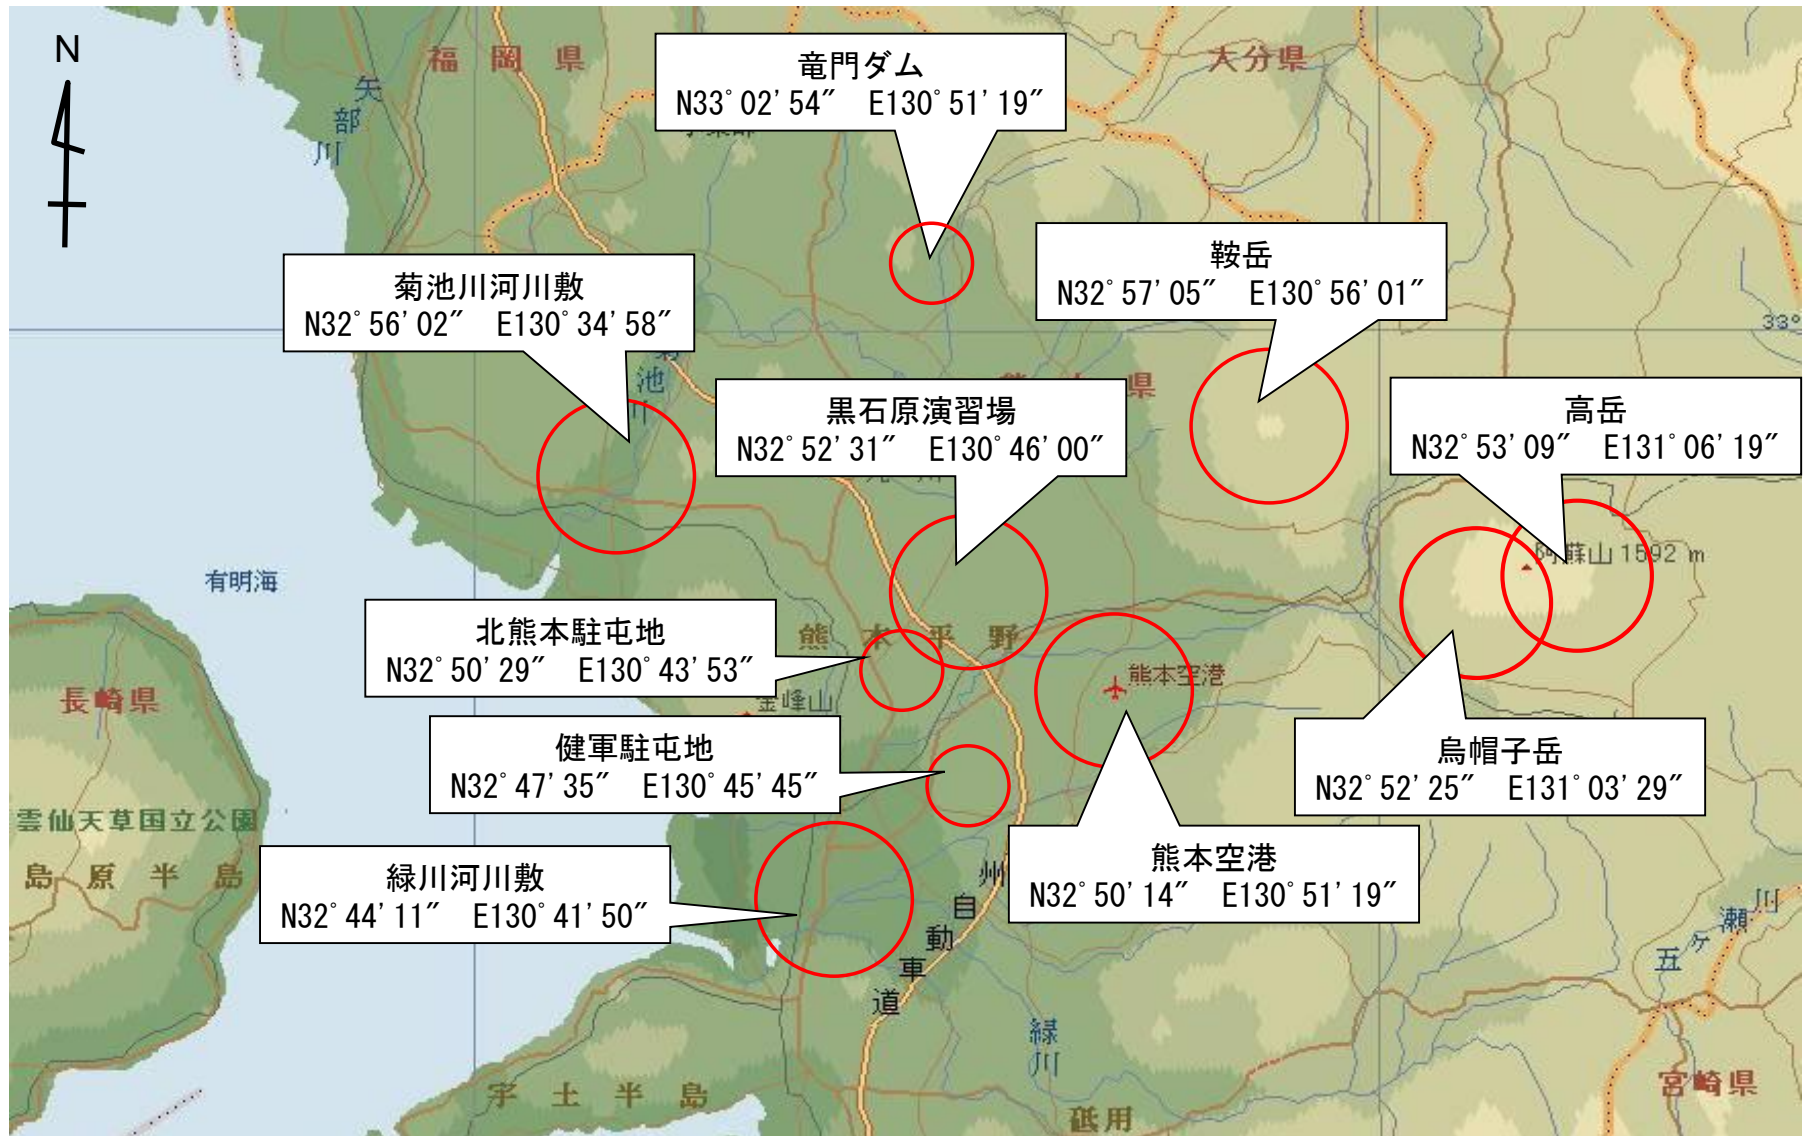 N
福岡県
大分県
矢部川
竜門ダム
N33°02'54" E130°51'19"
鞍岳
N32°57'05" E130°56'01"
菊池川河川敷
N32°56'02" E130°34'58"
33°
池川
県
黒石原演習場
N32°52'31" E130°46'00"
高岳
N32°53'09" E131°06'19"
阿蘇山 1592 m
有明海
北熊本駐屯地
N32°50'29" E130°43'53"
熊本平野
熊本空港
長崎県
金峰山
健軍駐屯地
N32°47'35" E130°45'45"
烏帽子岳
N32°52'25" E131°03'29"
雲仙天草国立公園
島原半島
緑川河川敷
N32°44'11" E130°41'50"
熊本空港
N32°50'14" E130°51'19"
州自動車道
五ヶ瀬川
緑川
宇土半島
砥用
宮崎県